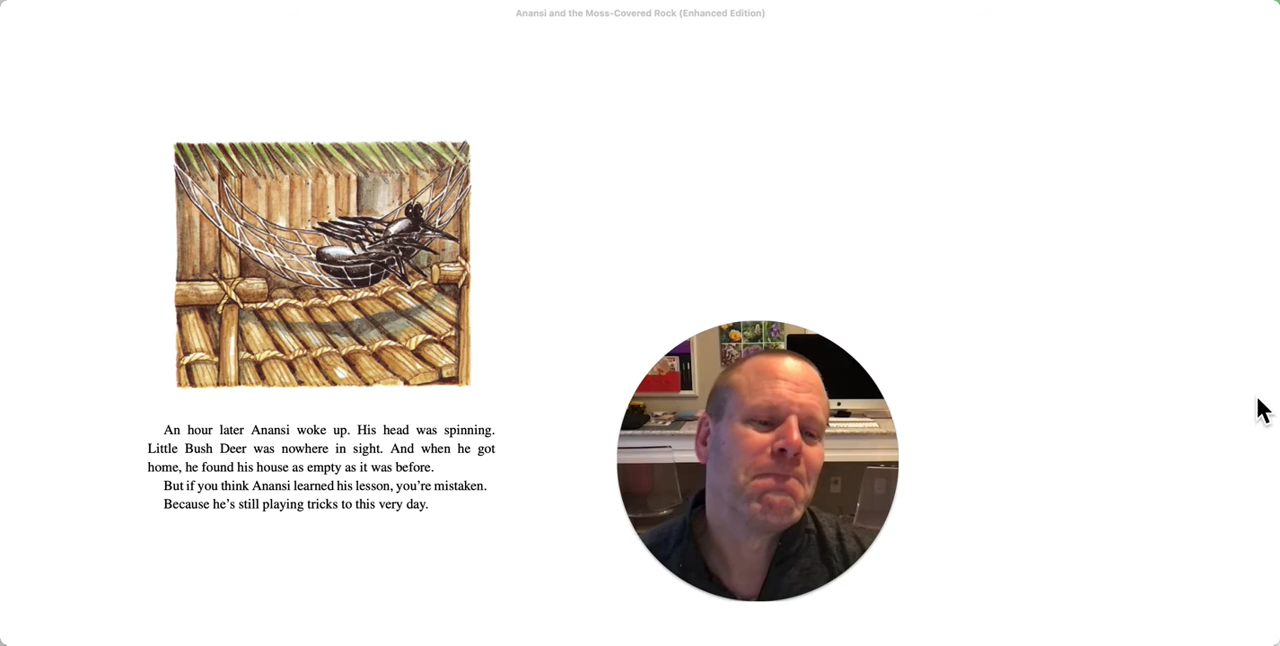 Anansi and the Moss-Covered Rock (Enhanced Edition)
An hour later Anansi woke up. His head was spinning.
Little Bush Deer was nowhere in sight. And when he got
home, he found his house as empty as it was before.
But if you think Anansi learned his lesson, you’re mistaken.
Because he’s still playing tricks to this very day.